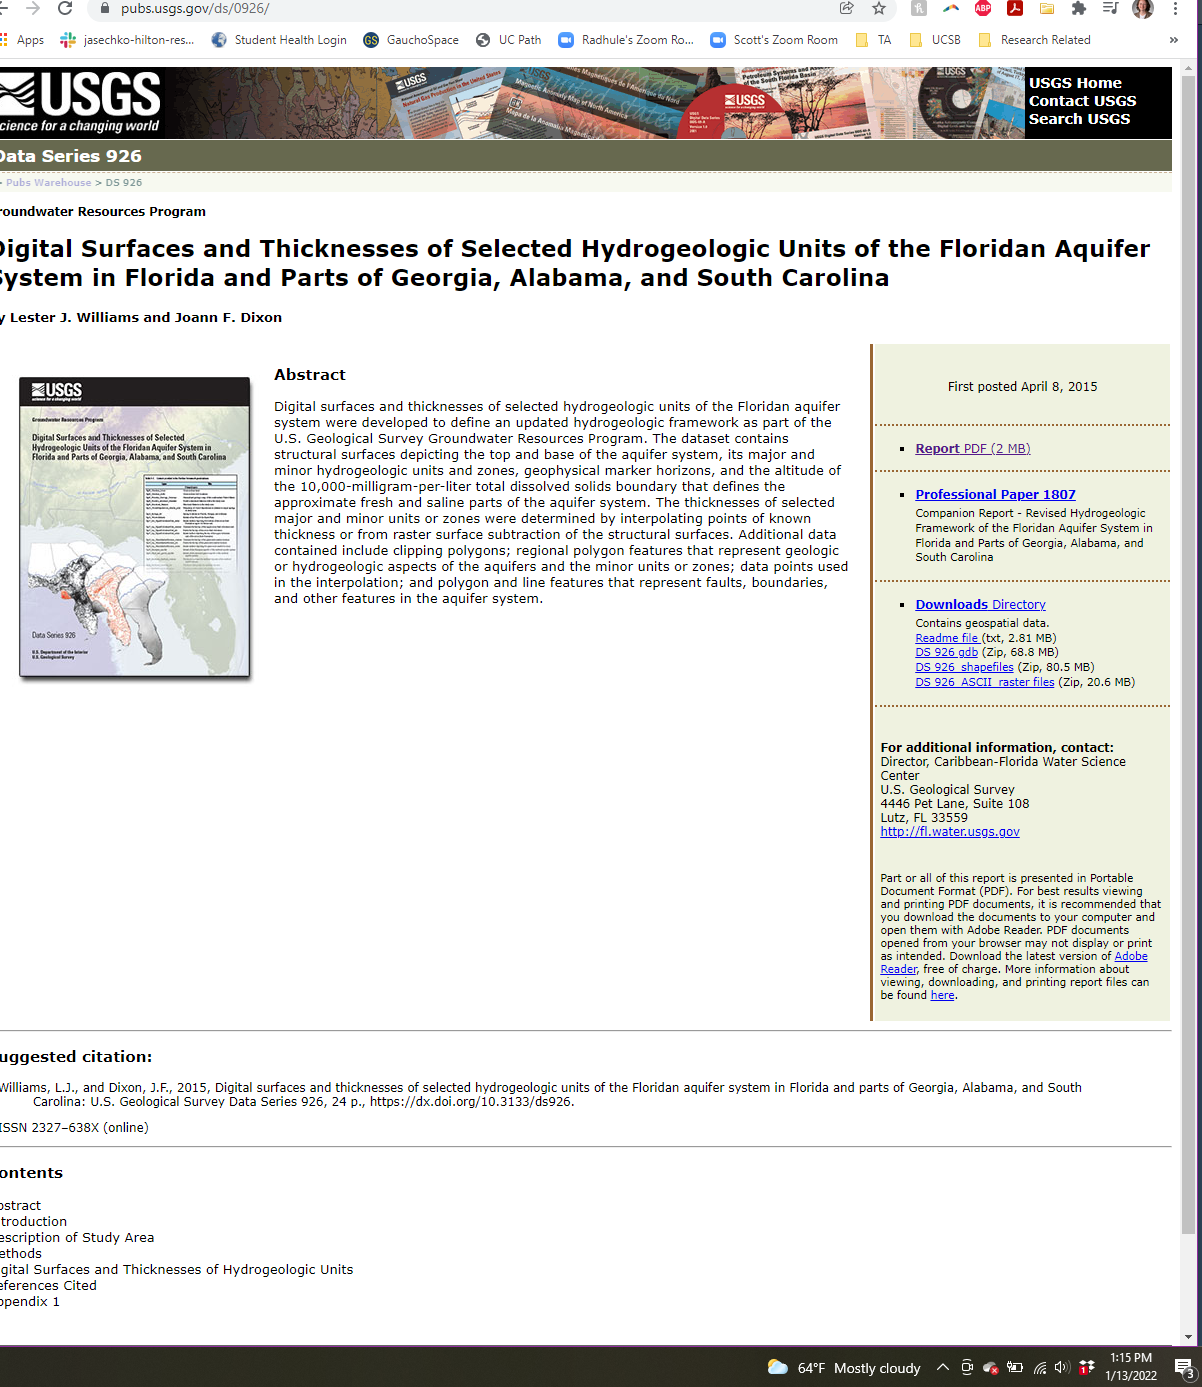 pubs.usgs.gov/ds/0926/
Apps jasechko-hilton-res... Student Health Login GauchoSpace UC Path Radhule's Zoom Ro... Scott's Zoom Room TA UCSB Research Related »
USGS
science for a changing world
USGS Home
Contact USGS
Search USGS
Data Series 926
> Pubs Warehouse > DS 926
roundwater Resources Program
Digital Surfaces and Thicknesses of Selected Hydrogeologic Units of the Floridan Aquifer
System in Florida and Parts of Georgia, Alabama, and South Carolina
y Lester J. Williams and Joann F. Dixon
USGS
science for a changing world
Groundwater Resources Program
Digital Surfaces and Thicknesses of Selected
Hydrogeologic Units of the Floridan Aquifer System in
Florida and Parts of Georgia, Alabama, and South Carolina
Data Series 926
U.S. Department of the Interior
U.S. Geological Survey
Abstract
Digital surfaces and thicknesses of selected hydrogeologic units of the Floridan aquifer
system were developed to define an updated hydrogeologic framework as part of the
U.S. Geological Survey Groundwater Resources Program. The dataset contains
structural surfaces depicting the top and base of the aquifer system, its major and
minor hydrogeologic units and zones, geophysical marker horizons, and the altitude of
the 10,000-milligram-per-liter total dissolved solids boundary that defines the
approximate fresh and saline parts of the aquifer system. The thicknesses of selected
major and minor units or zones were determined by interpolating points of known
thickness or from raster surface subtraction of the structural surfaces. Additional data
contained include clipping polygons; regional polygon features that represent geologic
or hydrogeologic aspects of the aquifers and the minor units or zones; data points used
in the interpolation; and polygon and line features that represent faults, boundaries,
and other features in the aquifer system.
First posted April 8, 2015
Report PDF (2 MB)
Professional Paper 1807
Companion Report - Revised Hydrogeologic
Framework of the Floridan Aquifer System in
Florida and Parts of Georgia, Alabama, and
South Carolina
Downloads Directory
Contains geospatial data.
Readme file (txt, 2.81 MB)
DS 926 gdb (Zip, 68.8 MB)
DS 926_shapefiles (Zip, 80.5 MB)
DS 926_ASCII_raster files (Zip, 20.6 MB)
For additional information, contact:
Director, Caribbean-Florida Water Science
Center
U.S. Geological Survey
4446 Pet Lane, Suite 108
Lutz, FL 33559
http://fl.water.usgs.gov
Part or all of this report is presented in Portable
Document Format (PDF). For best results viewing
and printing PDF documents, it is recommended that
you download the documents to your computer and
open them with Adobe Reader. PDF documents
opened from your browser may not display or print
as intended. Download the latest version of Adobe
Reader, free of charge. More information about
viewing, downloading, and printing report files can
be found here.
uggested citation:
Williams, L.J., and Dixon, J.F., 2015, Digital surfaces and thicknesses of selected hydrogeologic units of the Floridan aquifer system in Florida and parts of Georgia, Alabama, and South
Carolina: U.S. Geological Survey Data Series 926, 24 p., https://dx.doi.org/10.3133/ds926.
ISSN 2327–638X (online)
ontents
bstract
troduction
escription of Study Area
ethods
igital Surfaces and Thicknesses of Hydrogeologic Units
eferences Cited
ppendix 1
64°F Mostly cloudy
1:15 PM
1/13/2022
3